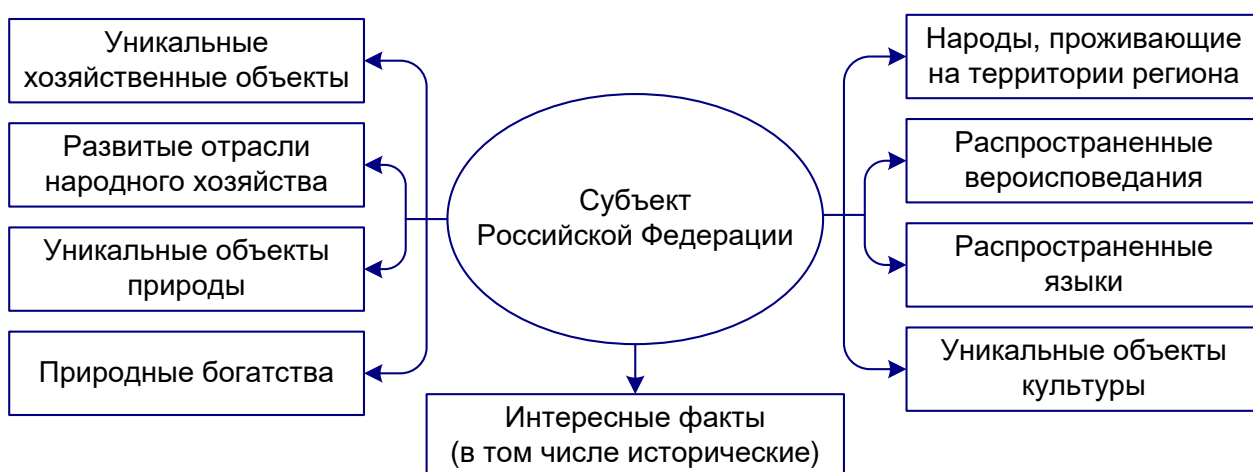 Уникальные
хозяйственные объекты
Развитые отрасли
народного хозяйства
Уникальные объекты
природы
Природные богатства
Субъект
Российской Федерации
Интересные факты
(в том числе исторические)
Народы, проживающие
на территории региона
Распространенные
вероисповедания
Распространенные
языки
Уникальные объекты
культуры